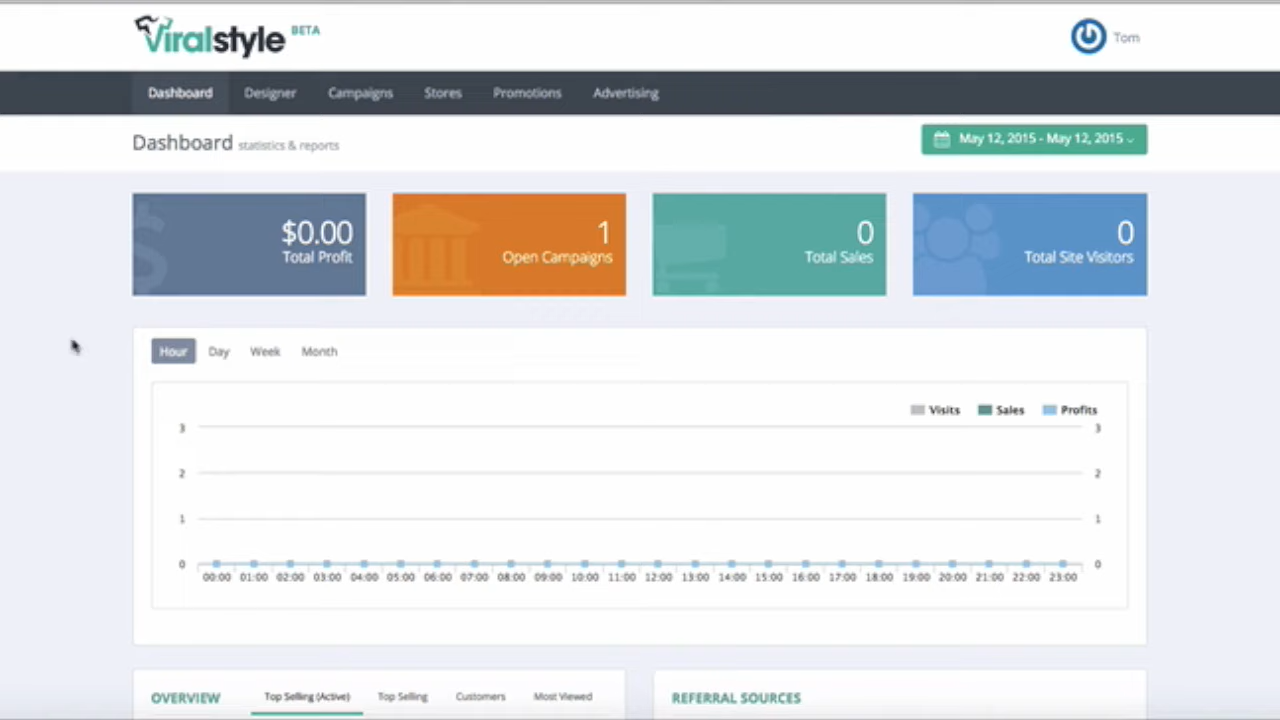 Viralstyle BETA
Tom
Dashboard Designer Campaigns Stores Promotions Advertising
Dashboard statistics & reports
May 12, 2015 - May 12, 2015
$0.00
Total Profit
1
Open Campaigns
0
Total Sales
0
Total Site Visitors
Hour Day Week Month
Visits Sales Profits
3 3
2 2
1 1
0 0
00:00 01:00 02:00 03:00 04:00 05:00 06:00 07:00 08:00 09:00 10:00 11:00 12:00 13:00 14:00 15:00 16:00 17:00 18:00 19:00 20:00 21:00 22:00 23:00
OVERVIEW Top Selling (Active) Top Selling Customers Most Viewed
REFERRAL SOURCES